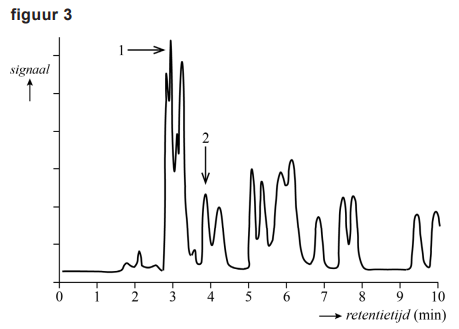 figuur 3
1
signaal
2
0 1 2 3 4 5 6 7 8 9 10
retentietijd (min)